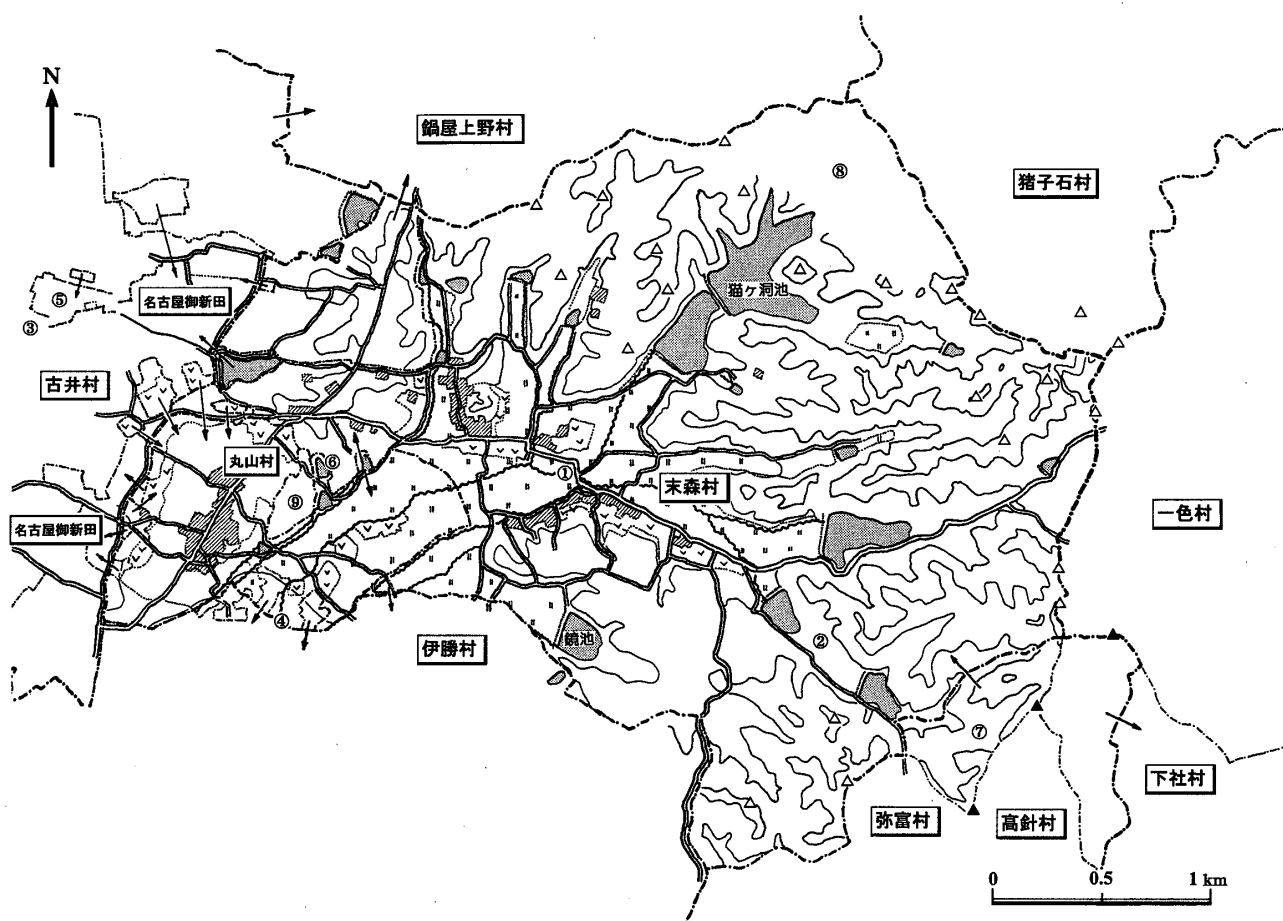 N
鍋屋上野村
⑧
猪子石村
猫ヶ洞池
⑤
名古屋御新田
③
古井村
丸山村
⑥
①
末森村
⑨
名古屋御新田
一色村
④
伊勝村
鏡池
②
⑦
下社村
弥富村
高針村
0 0.5 1 km